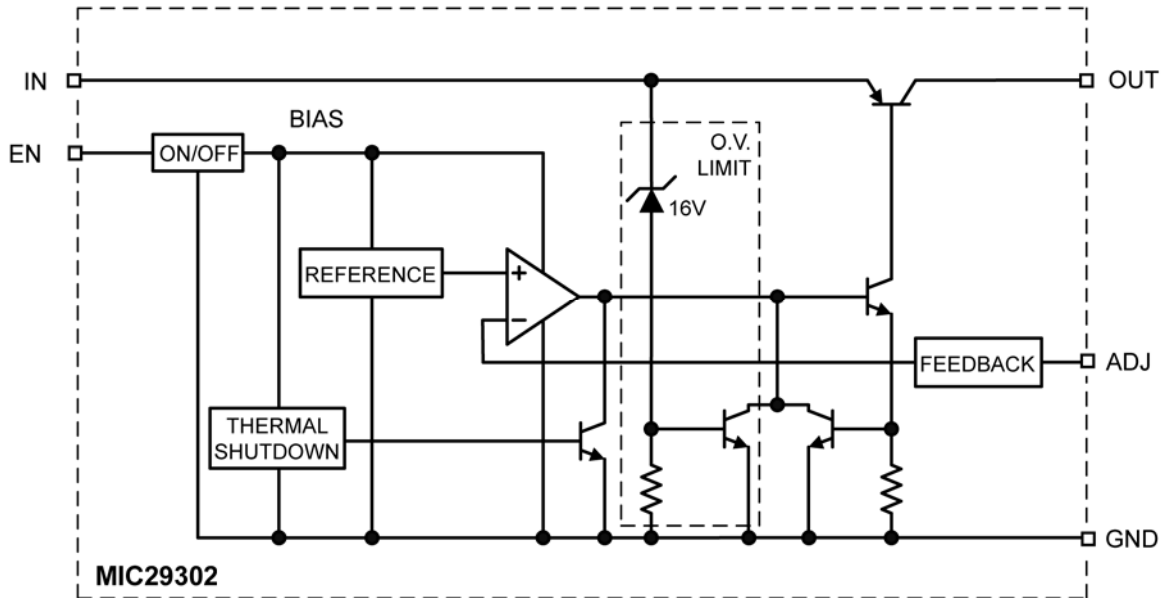 IN
OUT
BIAS
O.V.
LIMIT
EN
ON/OFF
16V
REFERENCE
+
−
FEEDBACK
ADJ
THERMAL
SHUTDOWN
GND
MIC29302